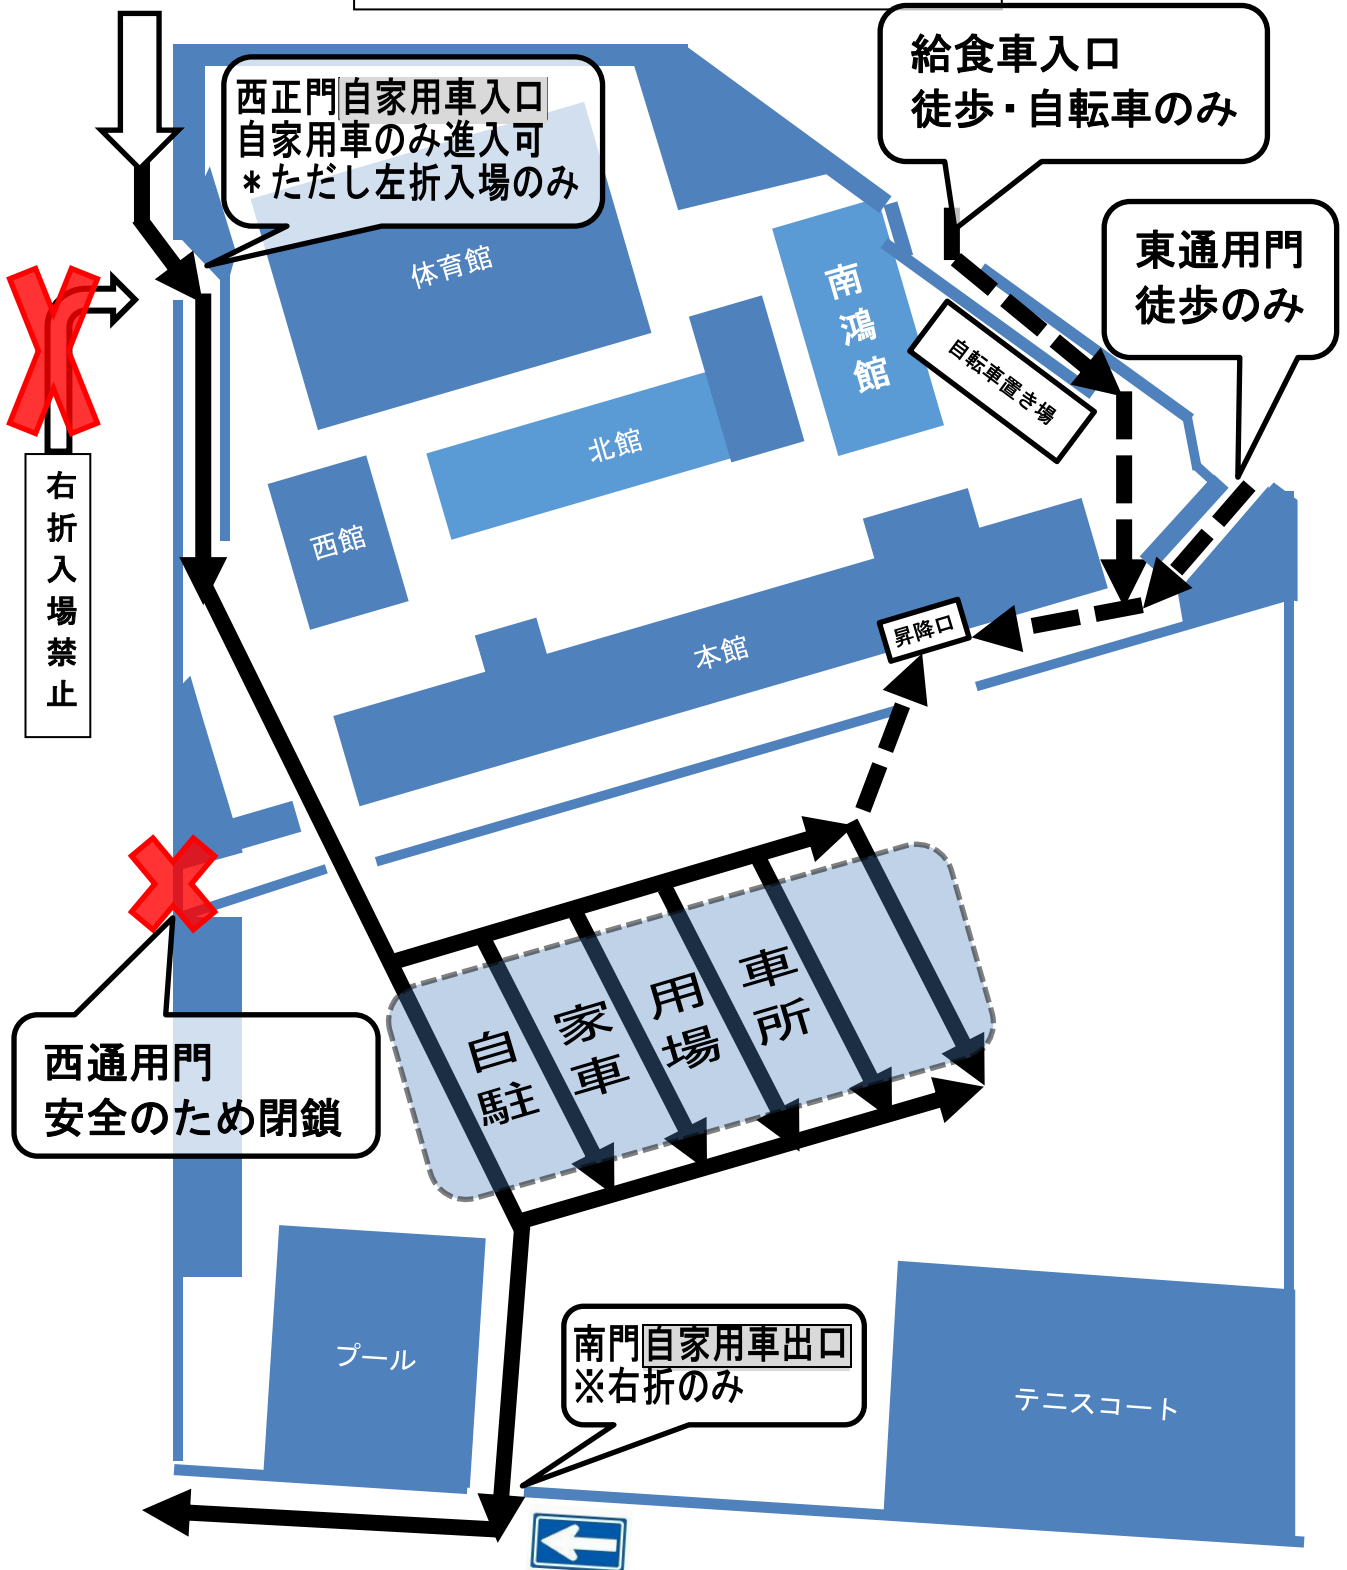 給食車入口
徒歩・自転車のみ
西正門自家用車入口
自家用車のみ進入可
＊ただし左折入場のみ
東通用門
徒歩のみ
体育館
南鴻館
自転車置き場
北館
西館
右折入場禁止
昇降口
本館
自家用車
駐車場所
西通用門
安全のため閉鎖
南門自家用車出口
※右折のみ
プール
テニスコート